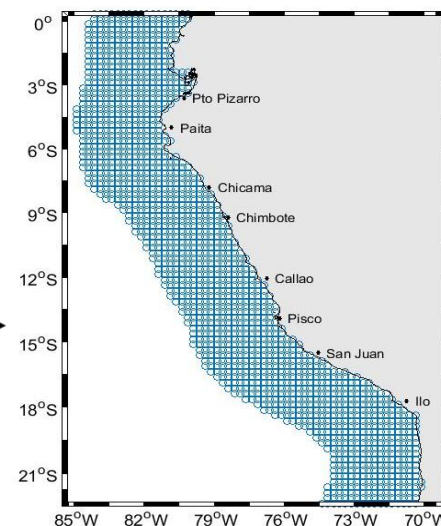 0°
3°S
6°S
9°S
12°S
15°S
18°S
21°S
Pto Pizarro
Paita
Chicama
Chimbote
Callao
Pisco
San Juan
Ilo
85°W 82°W 79°W 76°W 73°W 70°W